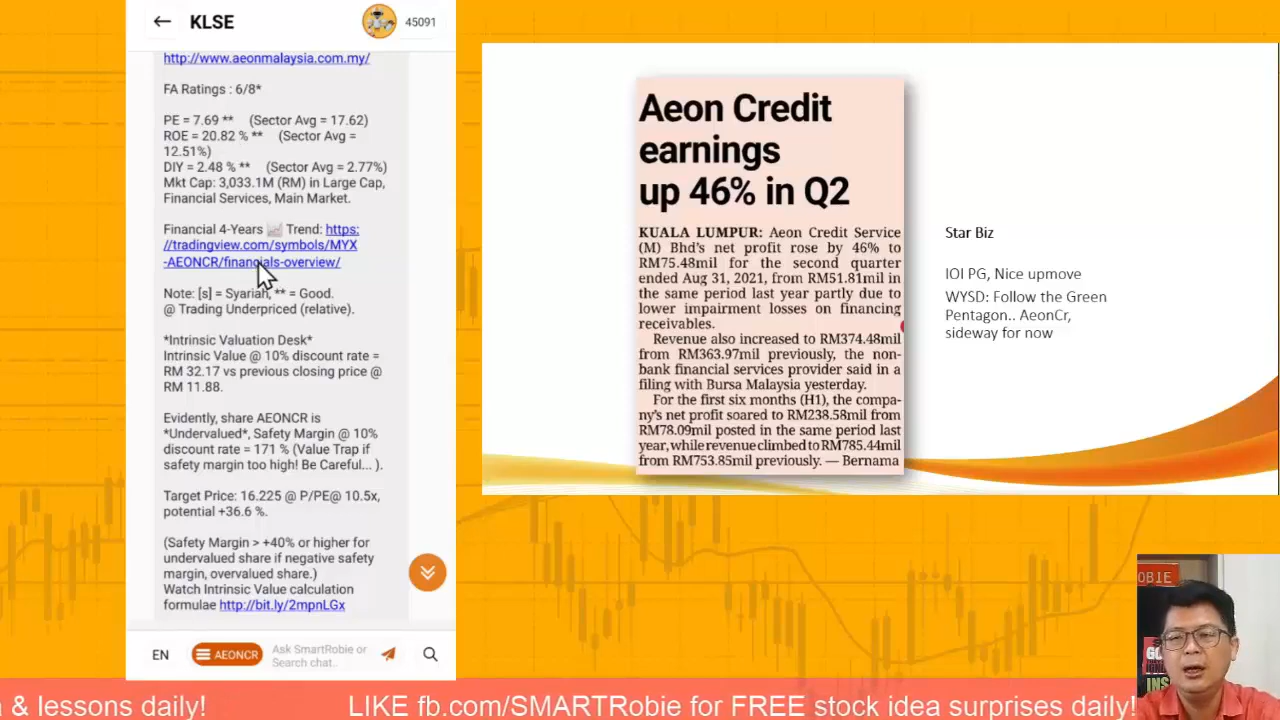 KLSE
45091
http://www.aeonmalaysia.com.my/
FA Ratings : 6/8*
PE = 7.69 ** (Sector Avg = 17.62)
ROE = 20.82 % ** (Sector Avg =
12.51%)
DIY = 2.48 % ** (Sector Avg = 2.77%)
Mkt Cap: 3,033.1M (RM) in Large Cap,
Financial Services, Main Market.
Financial 4-Years 📈 Trend: https:
//tradingview.com/symbols/MYX
-AEONCR/financials-overview/
Note: [s] = Syariah, ** = Good.
@ Trading Underpriced (relative).
*Intrinsic Valuation Desk*
Intrinsic Value @ 10% discount rate =
RM 32.17 vs previous closing price @
RM 11.88.
Evidently, share AEONCR is
*Undervalued*, Safety Margin @ 10%
discount rate = 171 % (Value Trap if
safety margin too high! Be Careful... ).
Target Price: 16.225 @ P/PE@ 10.5x,
potential +36.6 %.
(Safety Margin > +40% or higher for
undervalued share if negative safety
margin, overvalued share.)
Watch Intrinsic Value calculation
formulae http://bit.ly/2mpnLGx
EN
AEONCR
Ask SmartRobie or
Search chat..
Aeon Credit
earnings
up 46% in Q2
KUALA LUMPUR: Aeon Credit Service
(M) Bhd's net profit rose by 46% to
RM75.48mil for the second quarter
ended Aug 31, 2021, from RM51.81mil in
the same period last year partly due to
lower impairment losses on financing
receivables.
Revenue also increased to RM374.48mil
from RM363.97mil previously, the non-
bank financial services provider said in a
filing with Bursa Malaysia yesterday.
For the first six months (H1), the compa-
ny's net profit soared to RM238.58mil from
RM78.09mil posted in the same period last
year, while revenue climbed to RM785.44mil
from RM753.85mil previously. — Bernama
Star Biz
IOI PG, Nice upmove
WYSD: Follow the Green
Pentagon.. AeonCr,
sideway for now
& lessons daily!
LIKE fb.com/SMARTRobie for FREE stock idea surprises daily!